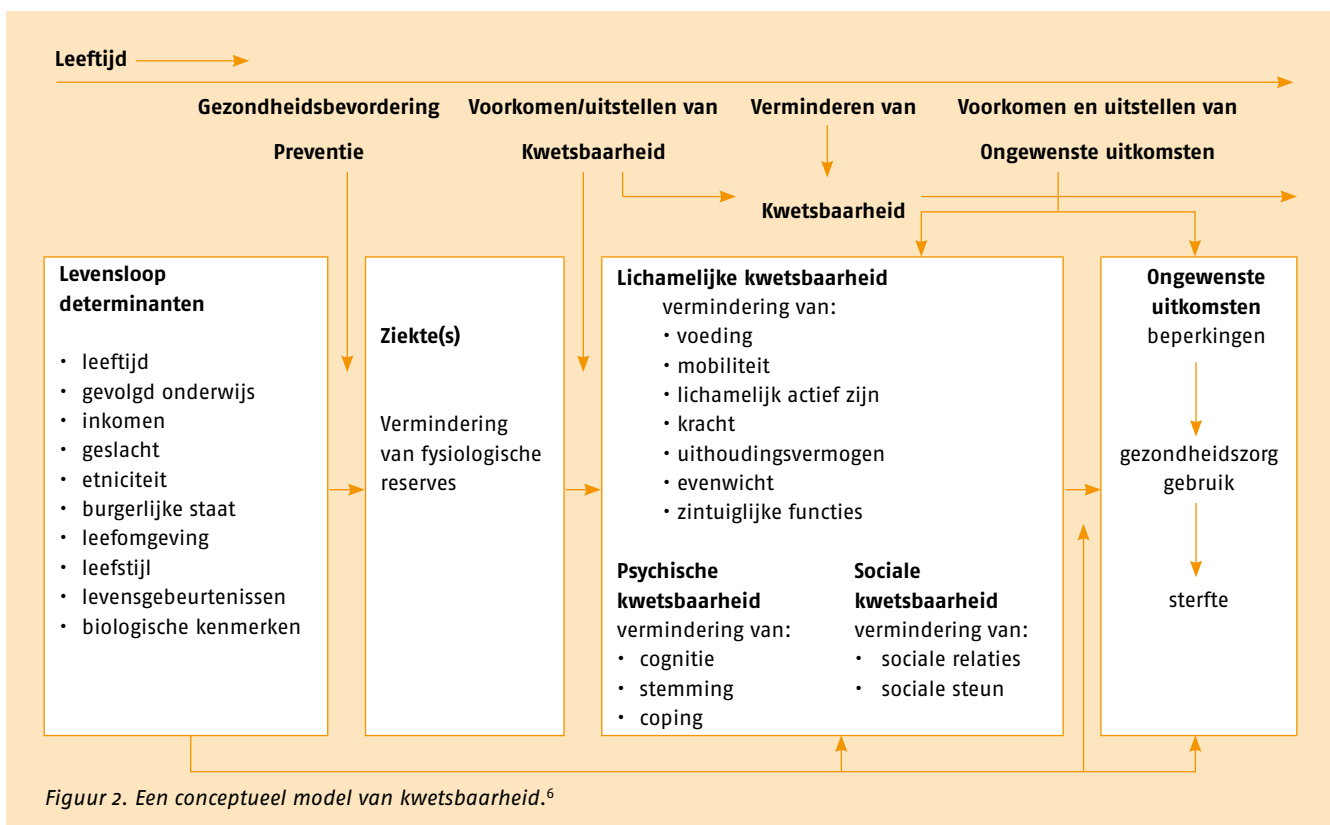 Leeftijd
Gezondheidsbevordering
Preventie
Voorkomen/uitstellen van
Kwetsbaarheid
Verminderen van
Kwetsbaarheid
Voorkomen en uitstellen van
Ongewenste uitkomsten
Levensloop
determinanten
• leeftijd
• gevolgd onderwijs
• inkomen
• geslacht
• etniciteit
• burgerlijke staat
• leefomgeving
• leefstijl
• levensgebeurtenissen
• biologische kenmerken
Ziekte(s)
Vermindering
van fysiologische
reserves
Lichamelijke kwetsbaarheid
vermindering van:
• voeding
• mobiliteit
• lichamelijk actief zijn
• kracht
• uithoudingsvermogen
• evenwicht
• zintuiglijke functies
Psychische
kwetsbaarheid
vermindering van:
• cognitie
• stemming
• coping
Sociale
kwetsbaarheid
vermindering van:
• sociale relaties
• sociale steun
Ongewenste
uitkomsten
beperkingen
gezondheidszorg
gebruik
sterfte
Figuur 2. Een conceptueel model van kwetsbaarheid.⁶